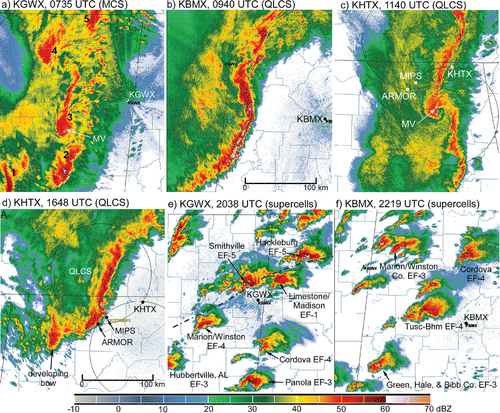 a) KGWX, 0735 UTC (MCS)
5
4
KGWX
3
MV
2
b) KBMX, 0940 UTC (QLCS)
KBMX
0 100 km
c) KHTX, 1140 UTC (QLCS)
KHTX
MIPS
ARMOR
MV
d) KHTX, 1648 UTC (QLCS)
QLCS
KHTX
MIPS
ARMOR
developing
bow
0 100 km
e) KGWX, 2038 UTC (supercells)
Smithville
EF-5
Hackleburg
EF-5
KGWX
Limestone/
Madison
EF-1
Marion/Winston
EF-3
Cordova EF-4
Hubbertville, AL
EF-3
Panola EF-3
f) KBMX, 2219 UTC (supercells)
Marion/Winston
Co. EF-3
Cordova
EF-4
KBMX
Tusc-Bhm EF-4
Green, Hale, & Bibb Co. EF-3
-10 0 10 20 30 40 50 60 70 dBZ